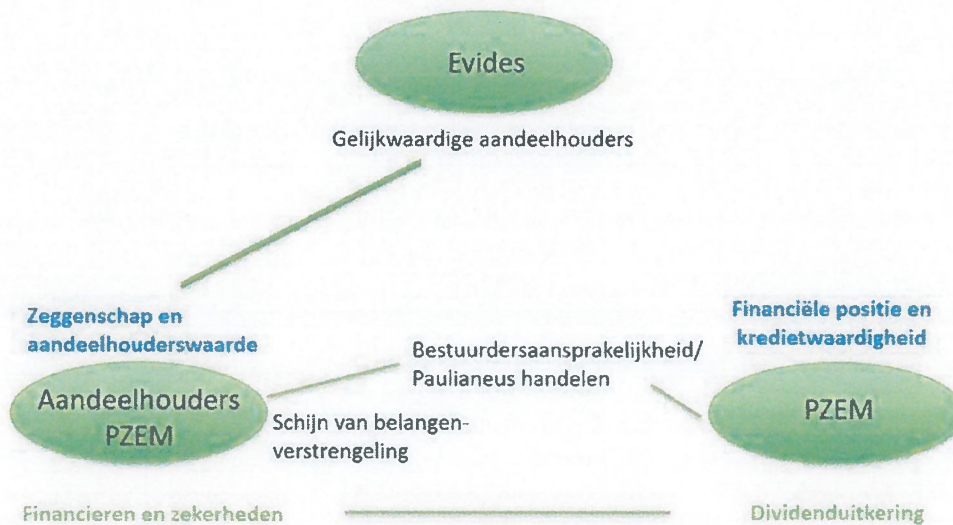 Evides
Gelijkwaardige aandeelhouders
Zeggenschap en
aandeelhouderswaarde
Financiële positie en
kredietwaardigheid
Bestuurdersaansprakelijkheid/
Paulianeus handelen
Aandeelhouders
PZEM
Schijn van belangen-
verstrengeling
PZEM
Financieren en zekerheden
Dividenduitkering